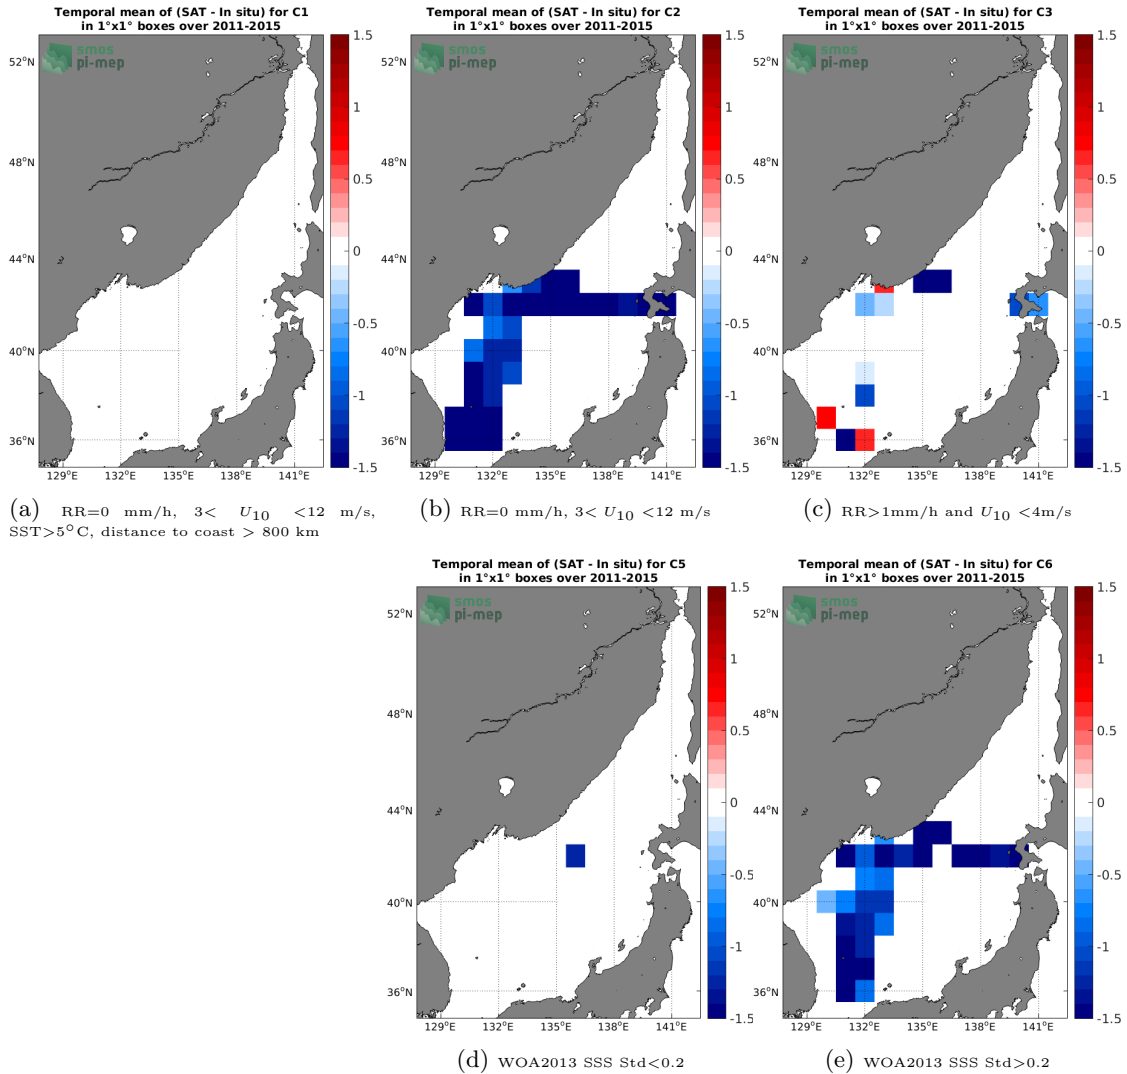 Temporal mean of (SAT - In situ) for C1
in 1°x1° boxes over 2011-2015
smos
pi-mep
52°N
48°N
44°N
40°N
36°N
129°E 132°E 135°E 138°E 141°E
1.5
1
0.5
0
-0.5
-1
-1.5
(a) RR=0 mm/h, 3< U10 <12 m/s,
SST>5°C, distance to coast > 800 km
Temporal mean of (SAT - In situ) for C2
in 1°x1° boxes over 2011-2015
smos
pi-mep
52°N
48°N
44°N
40°N
36°N
129°E 132°E 135°E 138°E 141°E
1.5
1
0.5
0
-0.5
-1
-1.5
(b) RR=0 mm/h, 3< U10 <12 m/s
Temporal mean of (SAT - In situ) for C3
in 1°x1° boxes over 2011-2015
smos
pi-mep
52°N
48°N
44°N
40°N
36°N
129°E 132°E 135°E 138°E 141°E
1.5
1
0.5
0
-0.5
-1
-1.5
(c) RR>1mm/h and U10 <4m/s
Temporal mean of (SAT - In situ) for C5
in 1°x1° boxes over 2011-2015
smos
pi-mep
52°N
48°N
44°N
40°N
36°N
129°E 132°E 135°E 138°E 141°E
1.5
1
0.5
0
-0.5
-1
-1.5
(d) WOA2013 SSS Std<0.2
Temporal mean of (SAT - In situ) for C6
in 1°x1° boxes over 2011-2015
smos
pi-mep
52°N
48°N
44°N
40°N
36°N
129°E 132°E 135°E 138°E 141°E
1.5
1
0.5
0
-0.5
-1
-1.5
(e) WOA2013 SSS Std>0.2